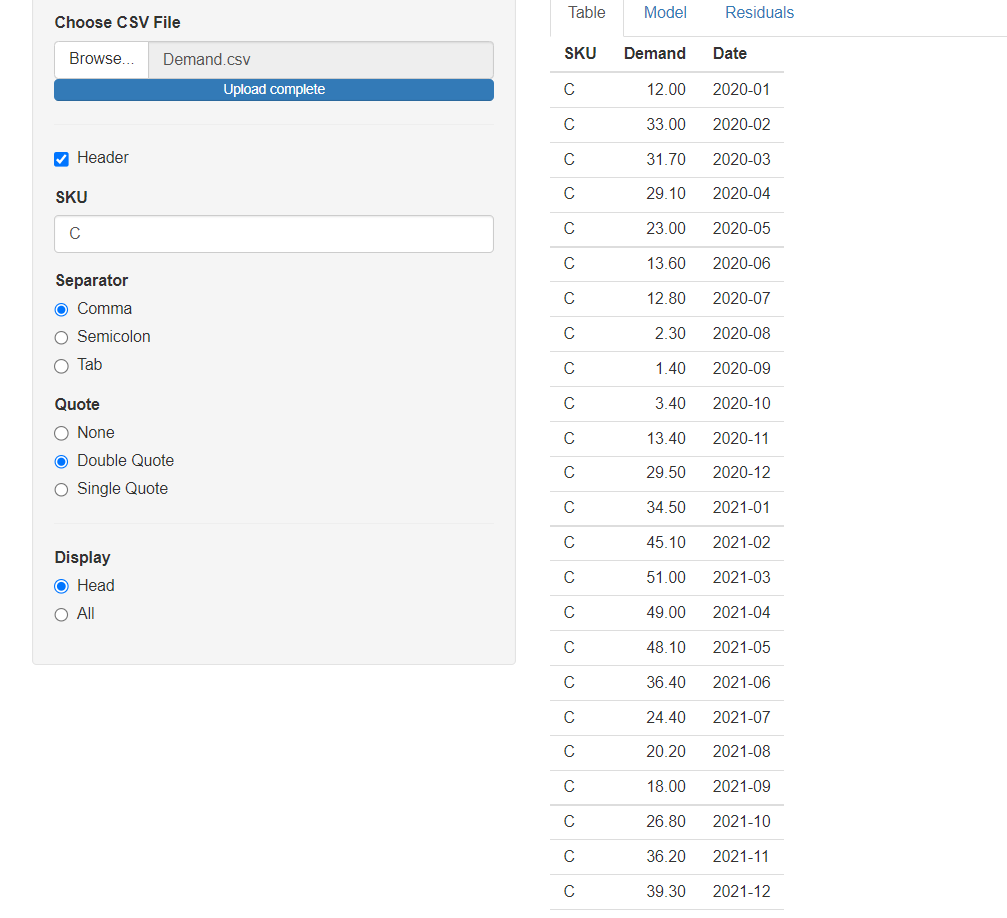 Choose CSV File
Browse... Demand.csv
Upload complete
Header
SKU
C
Separator
Comma
Semicolon
Tab
Quote
None
Double Quote
Single Quote
Display
Head
All
Table Model Residuals
SKU Demand Date
C 12.00 2020-01
C 33.00 2020-02
C 31.70 2020-03
C 29.10 2020-04
C 23.00 2020-05
C 13.60 2020-06
C 12.80 2020-07
C 2.30 2020-08
C 1.40 2020-09
C 3.40 2020-10
C 13.40 2020-11
C 29.50 2020-12
C 34.50 2021-01
C 45.10 2021-02
C 51.00 2021-03
C 49.00 2021-04
C 48.10 2021-05
C 36.40 2021-06
C 24.40 2021-07
C 20.20 2021-08
C 18.00 2021-09
C 26.80 2021-10
C 36.20 2021-11
C 39.30 2021-12